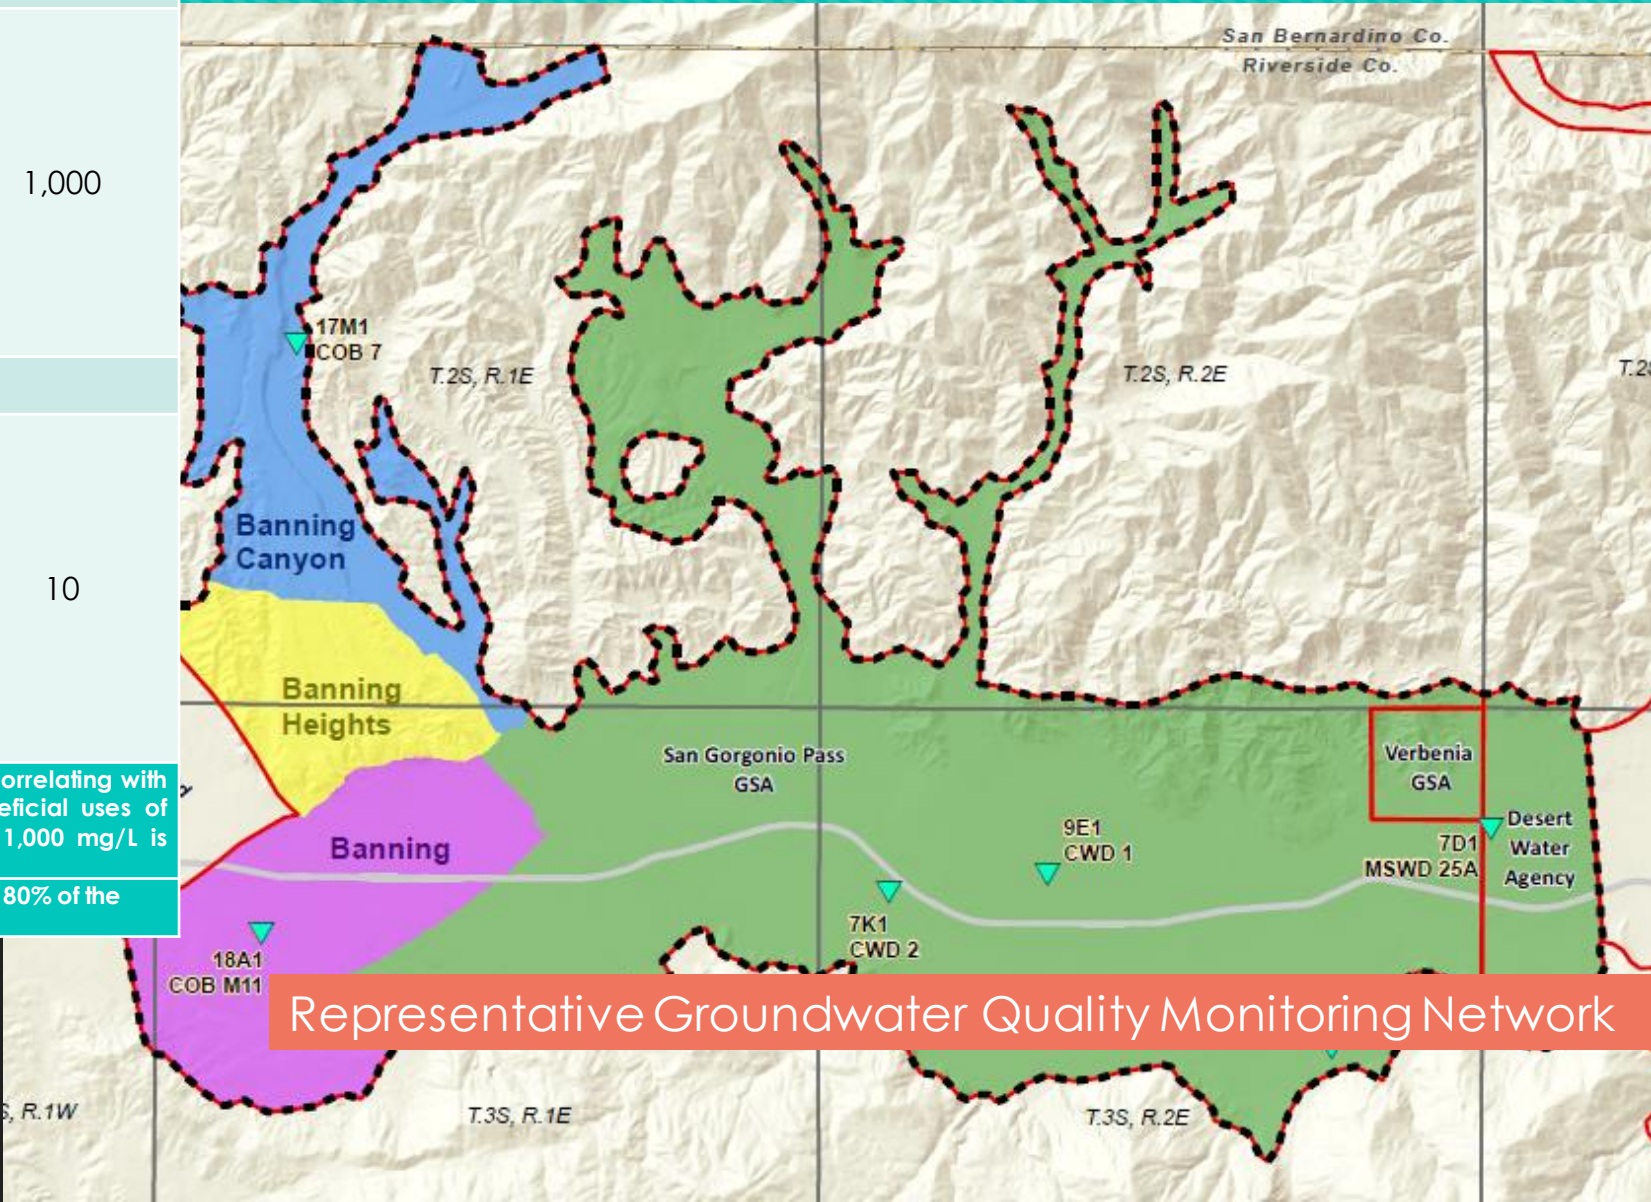 1,000
10
orrelating with
eficial uses of
1,000 mg/L is
80% of the
San Bernardino Co.
Riverside Co.
17M1
COB 7
T.2S, R.1E
T.2S, R.2E
T.2S
Banning
Canyon
Banning
Heights
San Gorgonio Pass
GSA
Verbenia
GSA
Banning
9E1
CWD 1
7D1
MSWD 25A
Desert
Water
Agency
7K1
CWD 2
18A1
COB M11
Representative Groundwater Quality Monitoring Network
S, R.1W
T.3S, R.1E
T.3S, R.2E